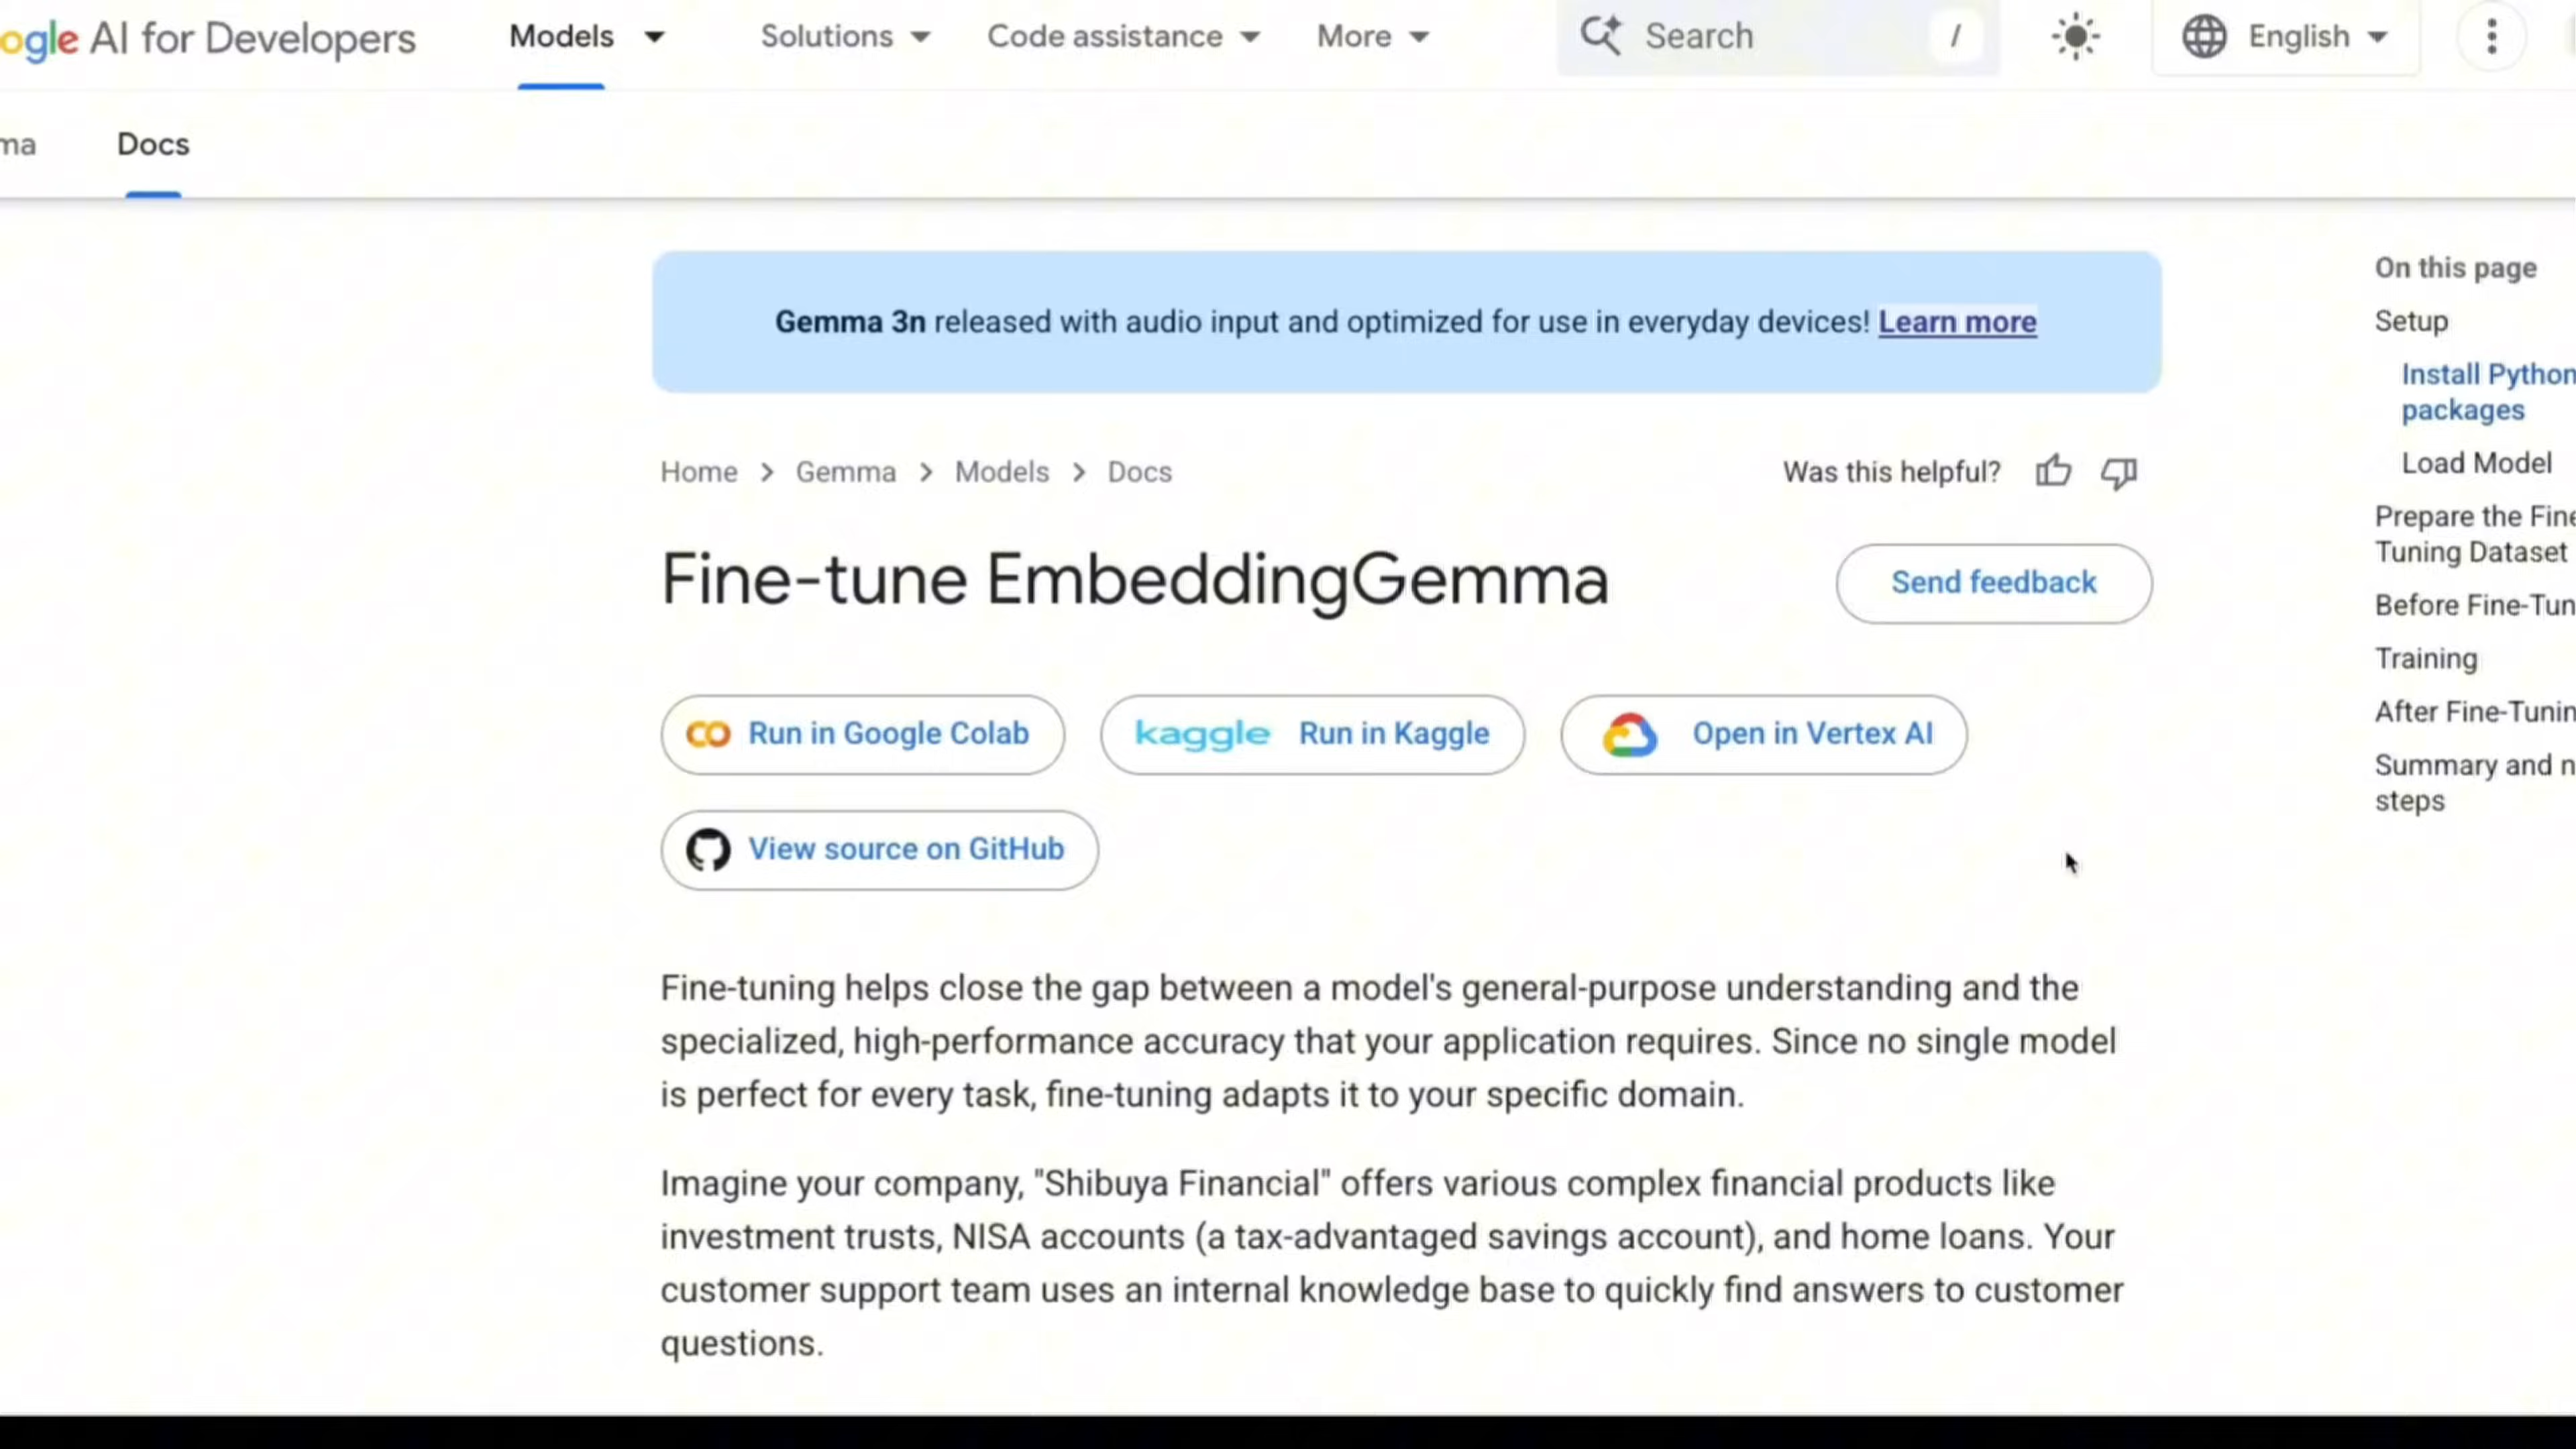 ogle AI for Developers Models Solutions Code assistance More Search / English
ma Docs
Gemma 3n released with audio input and optimized for use in everyday devices! Learn more
Home > Gemma > Models > Docs
Was this helpful?
Fine-tune EmbeddingGemma
Send feedback
Run in Google Colab
kaggle Run in Kaggle
Open in Vertex AI
View source on GitHub
Fine-tuning helps close the gap between a model's general-purpose understanding and the
specialized, high-performance accuracy that your application requires. Since no single model
is perfect for every task, fine-tuning adapts it to your specific domain.
Imagine your company, "Shibuya Financial" offers various complex financial products like
investment trusts, NISA accounts (a tax-advantaged savings account), and home loans. Your
customer support team uses an internal knowledge base to quickly find answers to customer
questions.
On this page
Setup
Install Python
packages
Load Model
Prepare the Fine
Tuning Dataset
Before Fine-Tun
Training
After Fine-Tunin
Summary and n
steps